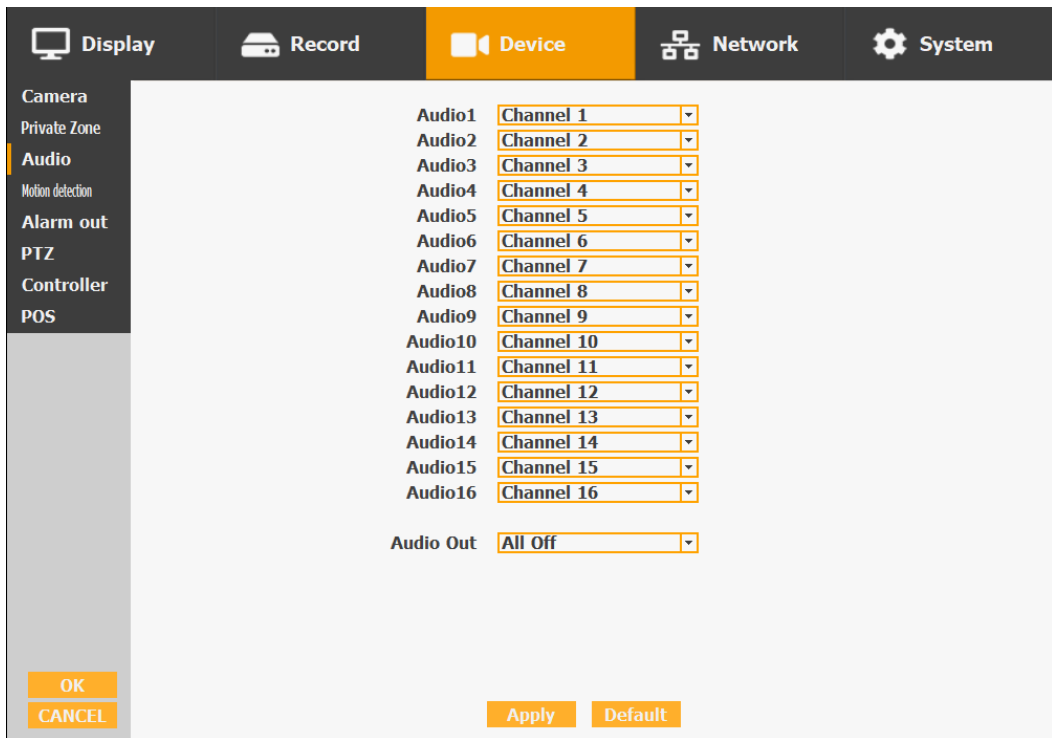 Display Record Device Network System
Camera
Private Zone
Audio
Motion detection
Alarm out
PTZ
Controller
POS
Audio1 Channel 1
Audio2 Channel 2
Audio3 Channel 3
Audio4 Channel 4
Audio5 Channel 5
Audio6 Channel 6
Audio7 Channel 7
Audio8 Channel 8
Audio9 Channel 9
Audio10 Channel 10
Audio11 Channel 11
Audio12 Channel 12
Audio13 Channel 13
Audio14 Channel 14
Audio15 Channel 15
Audio16 Channel 16
Audio Out All Off
OK
CANCEL
Apply Default